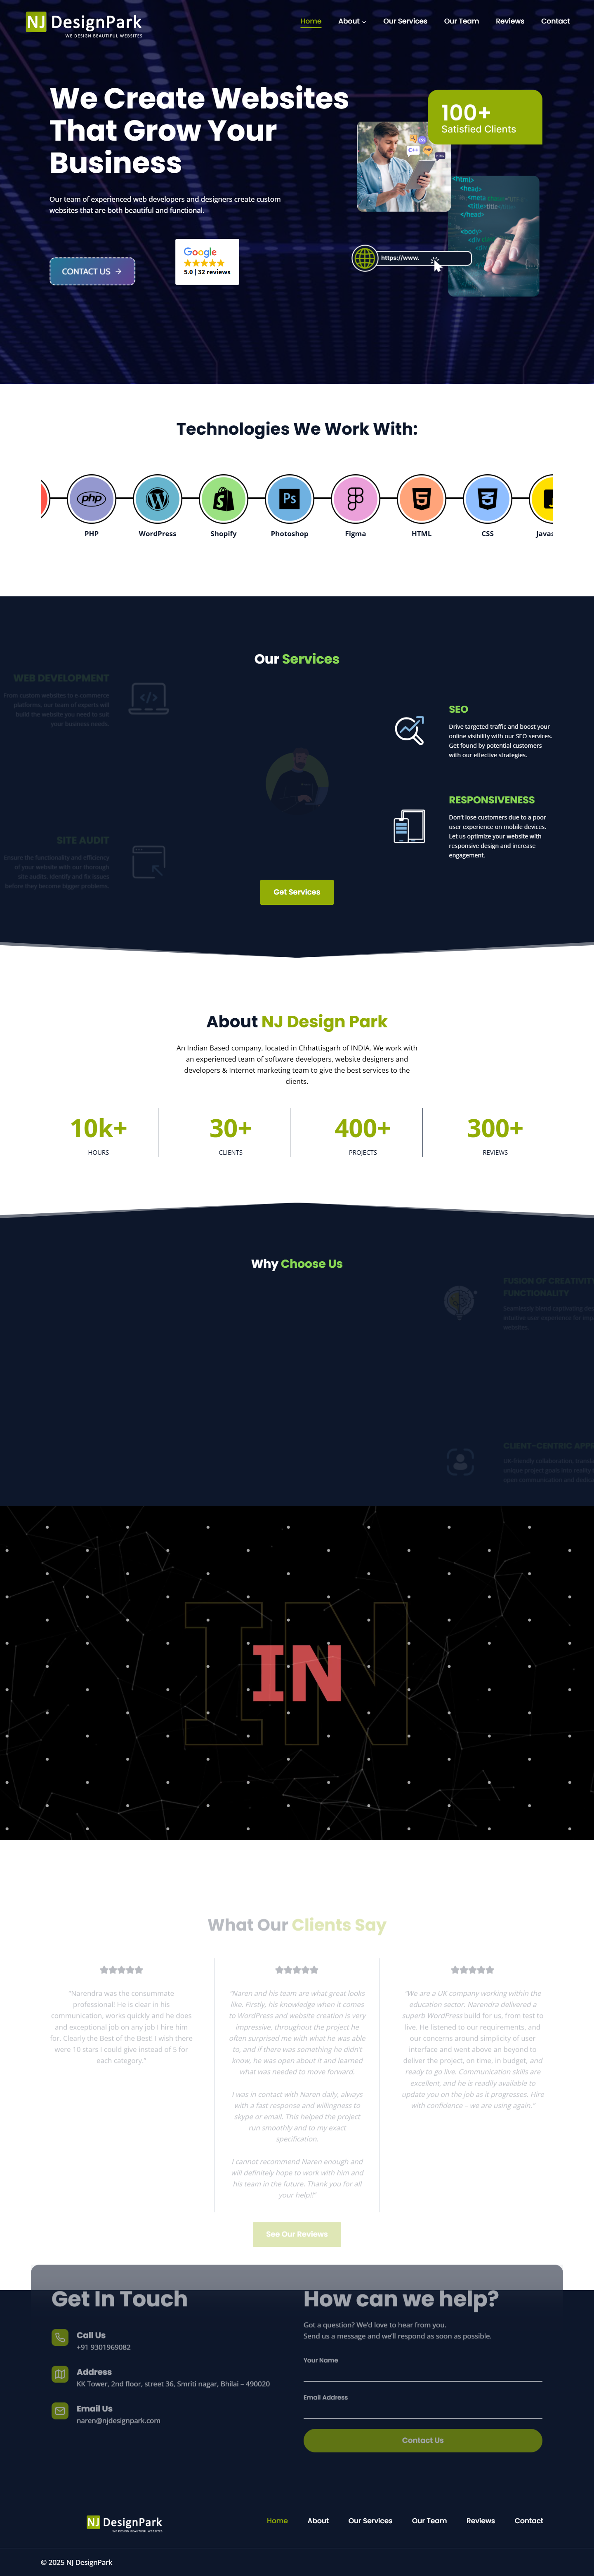 NJ DesignPark
WE DESIGN BEAUTIFUL WEBSITES
Home
About
Our Services
Our Team
Reviews
Contact
We Create Websites
That Grow Your
Business
Our team of experienced web developers and designers create custom
websites that are both beautiful and functional.
CONTACT US
Google
5.0 | 32 reviews
100+
Satisfied Clients
<html>
<head>
<title>title
</head>
<body>
https://www.
Technologies We Work With:
PHP
WordPress
Shopify
Photoshop
Figma
HTML
CSS
Javas
Our Services
WEB DEVELOPMENT
From custom websites to e-commerce
platforms, our team of experts will
build the website you need to suit
your business needs.
SEO
Drive targeted traffic and boost your
online visibility with our SEO services.
Get found by potential customers
with our effective strategies.
SITE AUDIT
Ensure the functionality and efficiency
of your website with our thorough
site audits. Identify and fix issues
before they become bigger problems.
RESPONSIVENESS
Don't lose customers due to a poor
user experience on mobile devices.
Let us optimize your website with
responsive design and increase
engagement.
Get Services
About NJ Design Park
An Indian Based company, located in Chhattisgarh of INDIA. We work with
an experienced team of software developers, website designers and
developers & Internet marketing team to give the best services to the
clients.
10k+
HOURS
30+
CLIENTS
400+
PROJECTS
300+
REVIEWS
Why Choose Us
FUSION OF CREATIVITY
FUNCTIONALITY
CLIENT-CENTRIC APP
IN
IN
What Our Clients Say
"Narendra was the consummate
professional! He is clear in his
communication, works quickly and he does
and exceptional job on any job I hire him
for. Clearly the Best of the Best! I wish there
were 10 stars I could give instead of 5 for
each category."
"Naren and his team are what great looks
like. Firstly, his knowledge when it comes
to WordPress and website creation is very
impressive, throughout the project he
often surprised me with what he was able
to, and if there was something he didn't
know, he was open about it and learned
what was needed to move forward.
I was in contact with Naren daily, always
with a fast response and willingness to
skype or email. This helped the project
run smoothly and to my exact
specification.
I cannot recommend Naren enough and
will definitely hope to work with him and
his team in the future. Thank you for all
your help!!"
"We are a UK company working within the
education sector. Narendra delivered a
superb WordPress build for us, from test to
live. He listened to our requirements, and
our concerns around simplicity of user
interface and went above an beyond to
deliver the project, on time, in budget, and
ready to go live. Communication skills are
excellent, and he is readily available to
update you on the job as it progresses. Hire
with confidence – we are using again."
See Our Reviews
Get In Touch
Call Us
+91 9301969082
Address
KK Tower, 2nd floor, street 36, Smriti nagar, Bhilai – 490020
Email Us
naren@njdesignpark.com
How can we help?
Got a question? We'd love to hear from you.
Send us a message and we'll respond as soon as possible.
Your Name
Email Address
Contact Us
NJ DesignPark
WE DESIGN BEAUTIFUL WEBSITES
Home
About
Our Services
Our Team
Reviews
Contact
© 2025 NJ DesignPark